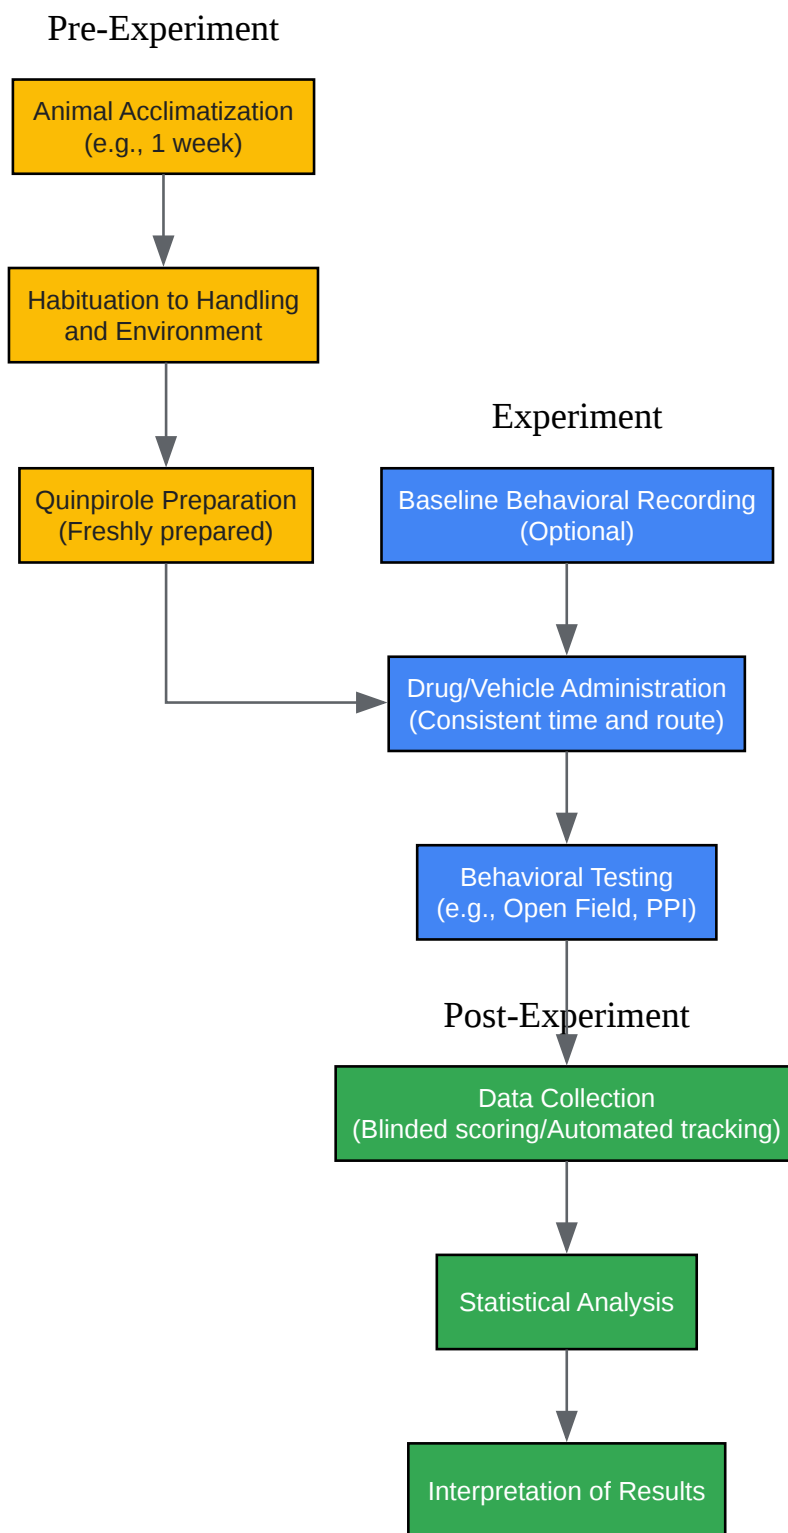 Pre-Experiment
Animal Acclimatization
(e.g., 1 week)
Habituation to Handling
and Environment
Quinpirole Preparation
(Freshly prepared)
Experiment
Baseline Behavioral Recording
(Optional)
Drug/Vehicle Administration
(Consistent time and route)
Behavioral Testing
(e.g., Open Field, PPI)
Post-Experiment
Data Collection
(Blinded scoring/Automated tracking)
Statistical Analysis
Interpretation of Results